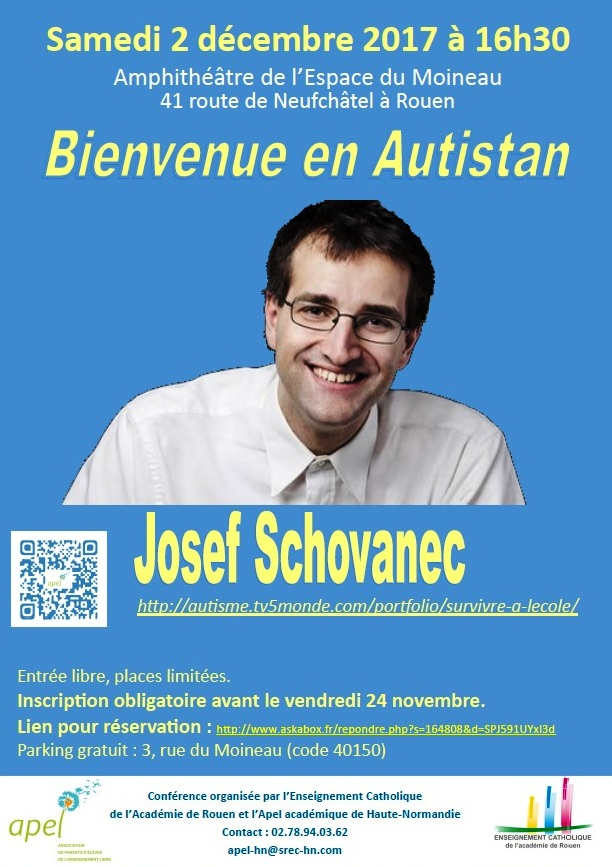 Samedi 2 décembre 2017 à 16h30
Amphithéâtre de l'Espace du Moineau
41 route de Neufchâtel à Rouen
Bienvenue en Autistan
apel
Josef Schovanec
http://autisme.tv5monde.com/portfolio/survivre-a-lecole/
Entrée libre, places limitées.
Inscription obligatoire avant le vendredi 24 novembre.
Lien pour réservation : http://www.askabox.fr/repondre.php?s=164808&d=SPJ591UYxI3d
Parking gratuit : 3, rue du Moineau (code 40150)
apel
ASSOCIATION
DE PARENTS D'ÉLÈVES
DE L'ENSEIGNEMENT LIBRE
Conférence organisée par l'Enseignement Catholique
de l'Académie de Rouen et l'Apel académique de Haute-Normandie
Contact : 02.78.94.03.62
apel-hn@srec-hn.com
ENSEIGNEMENT CATHOLIQUE
de l'académie de Rouen